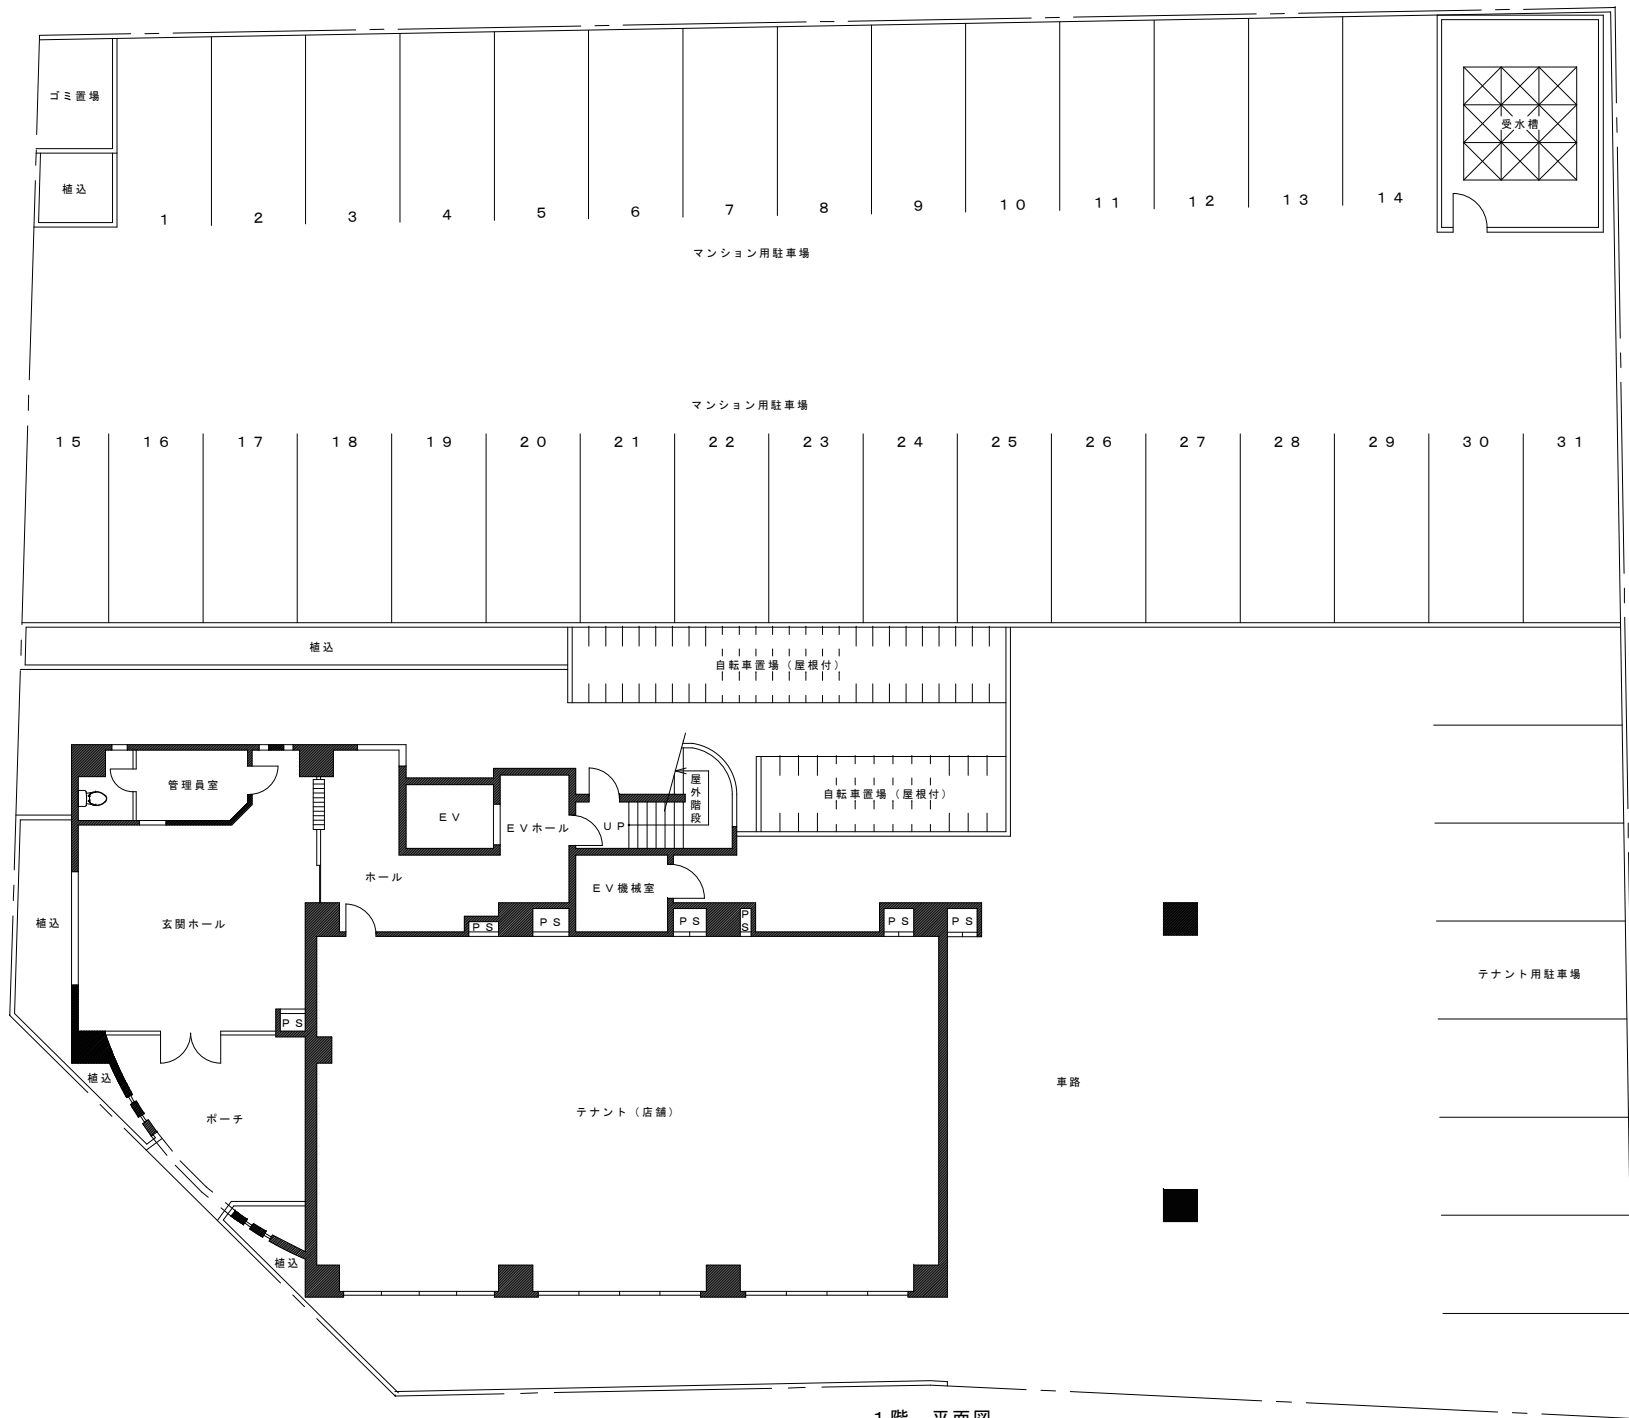 ゴミ置場
受水槽
植込
1 2 3 4 5 6 7 8 9 10 11 12 13 14
マンション用駐車場
マンション用駐車場
15 16 17 18 19 20 21 22 23 24 25 26 27 28 29 30 31
植込
自転車置場（屋根付）
管理員室
屋外階段
自転車置場（屋根付）
EV
EVホール
UP
ホール
EV機械室
植込
玄関ホール
PS
PS
PS
PS
PS
PS
テナント用駐車場
PS
植込
ポーチ
テナント（店舗）
車路
植込
1階 平面図